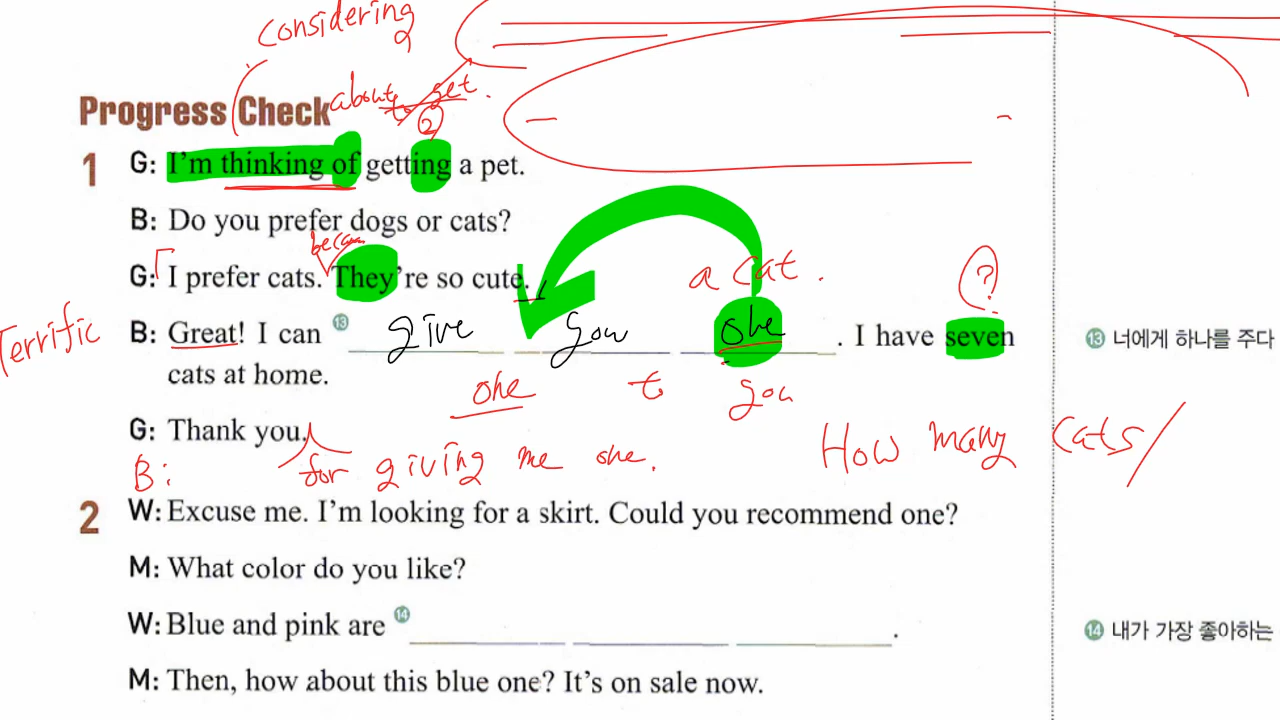 considering
about to get.
Progress Check
②
1 G: I'm thinking of getting a pet.
B: Do you prefer dogs or cats?
G: I prefer cats. They're so cute.
a cat.
?
Terrific
B: Great! I can ⑬ give you one. I have seven
cats at home.
⑬ 너에게 하나를 주다
one to you
G: Thank you.
How many cats/
B: for giving me one.
2 W: Excuse me. I'm looking for a skirt. Could you recommend one?
M: What color do you like?
W: Blue and pink are ⑭ .
⑭ 내가 가장 좋아하는
M: Then, how about this blue one? It's on sale now.